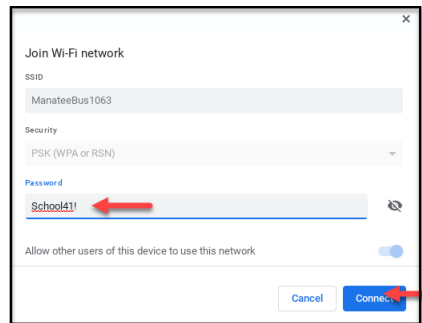 Join Wi-Fi network
SSID
ManateeBus1063
Security
PSK (WPA or RSN)
Password
School41!
Allow other users of this device to use this network
Cancel Connect